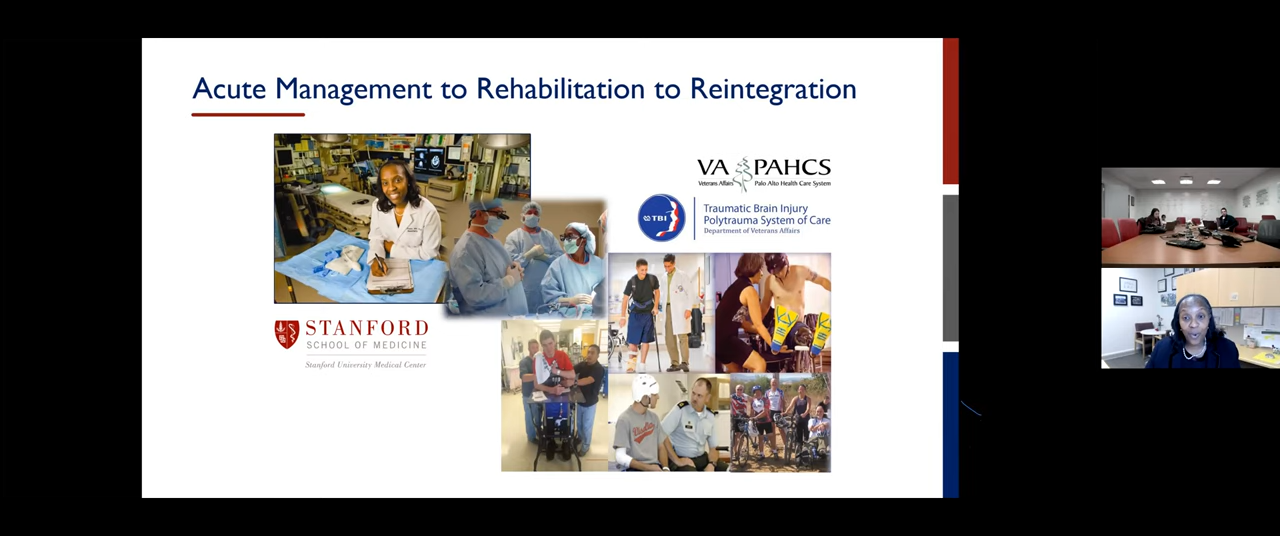 Acute Management to Rehabilitation to Reintegration
VA PAHCS
Veterans Affairs Palo Alto Health Care System
TBI
Traumatic Brain Injury
Polytrauma System of Care
Department of Veterans Affairs
STANFORD
SCHOOL OF MEDICINE
Stanford University Medical Center